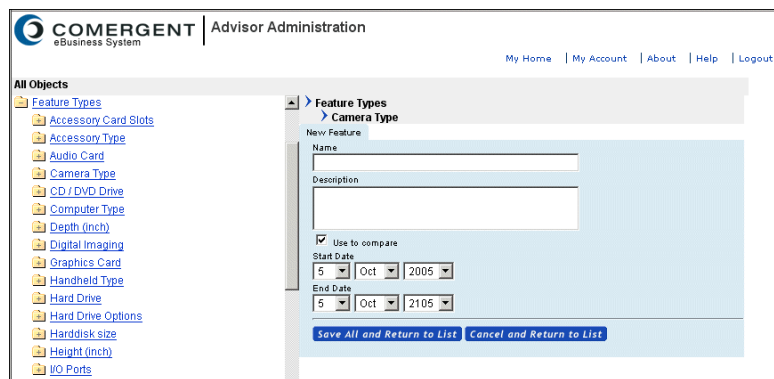 COMERGENT
eBusiness System
Advisor Administration
My Home | My Account | About | Help | Logout
All Objects
Feature Types
Accessory Card Slots
Accessory Type
Audio Card
Camera Type
CD / DVD Drive
Computer Type
Depth (inch)
Digital Imaging
Graphics Card
Handheld Type
Hard Drive
Hard Drive Options
Harddisk size
Height (inch)
I/O Ports
Feature Types
Camera Type
New Feature
Name
Description
Use to compare
Start Date
5 Oct 2005
End Date
5 Oct 2105
Save All and Return to List Cancel and Return to List